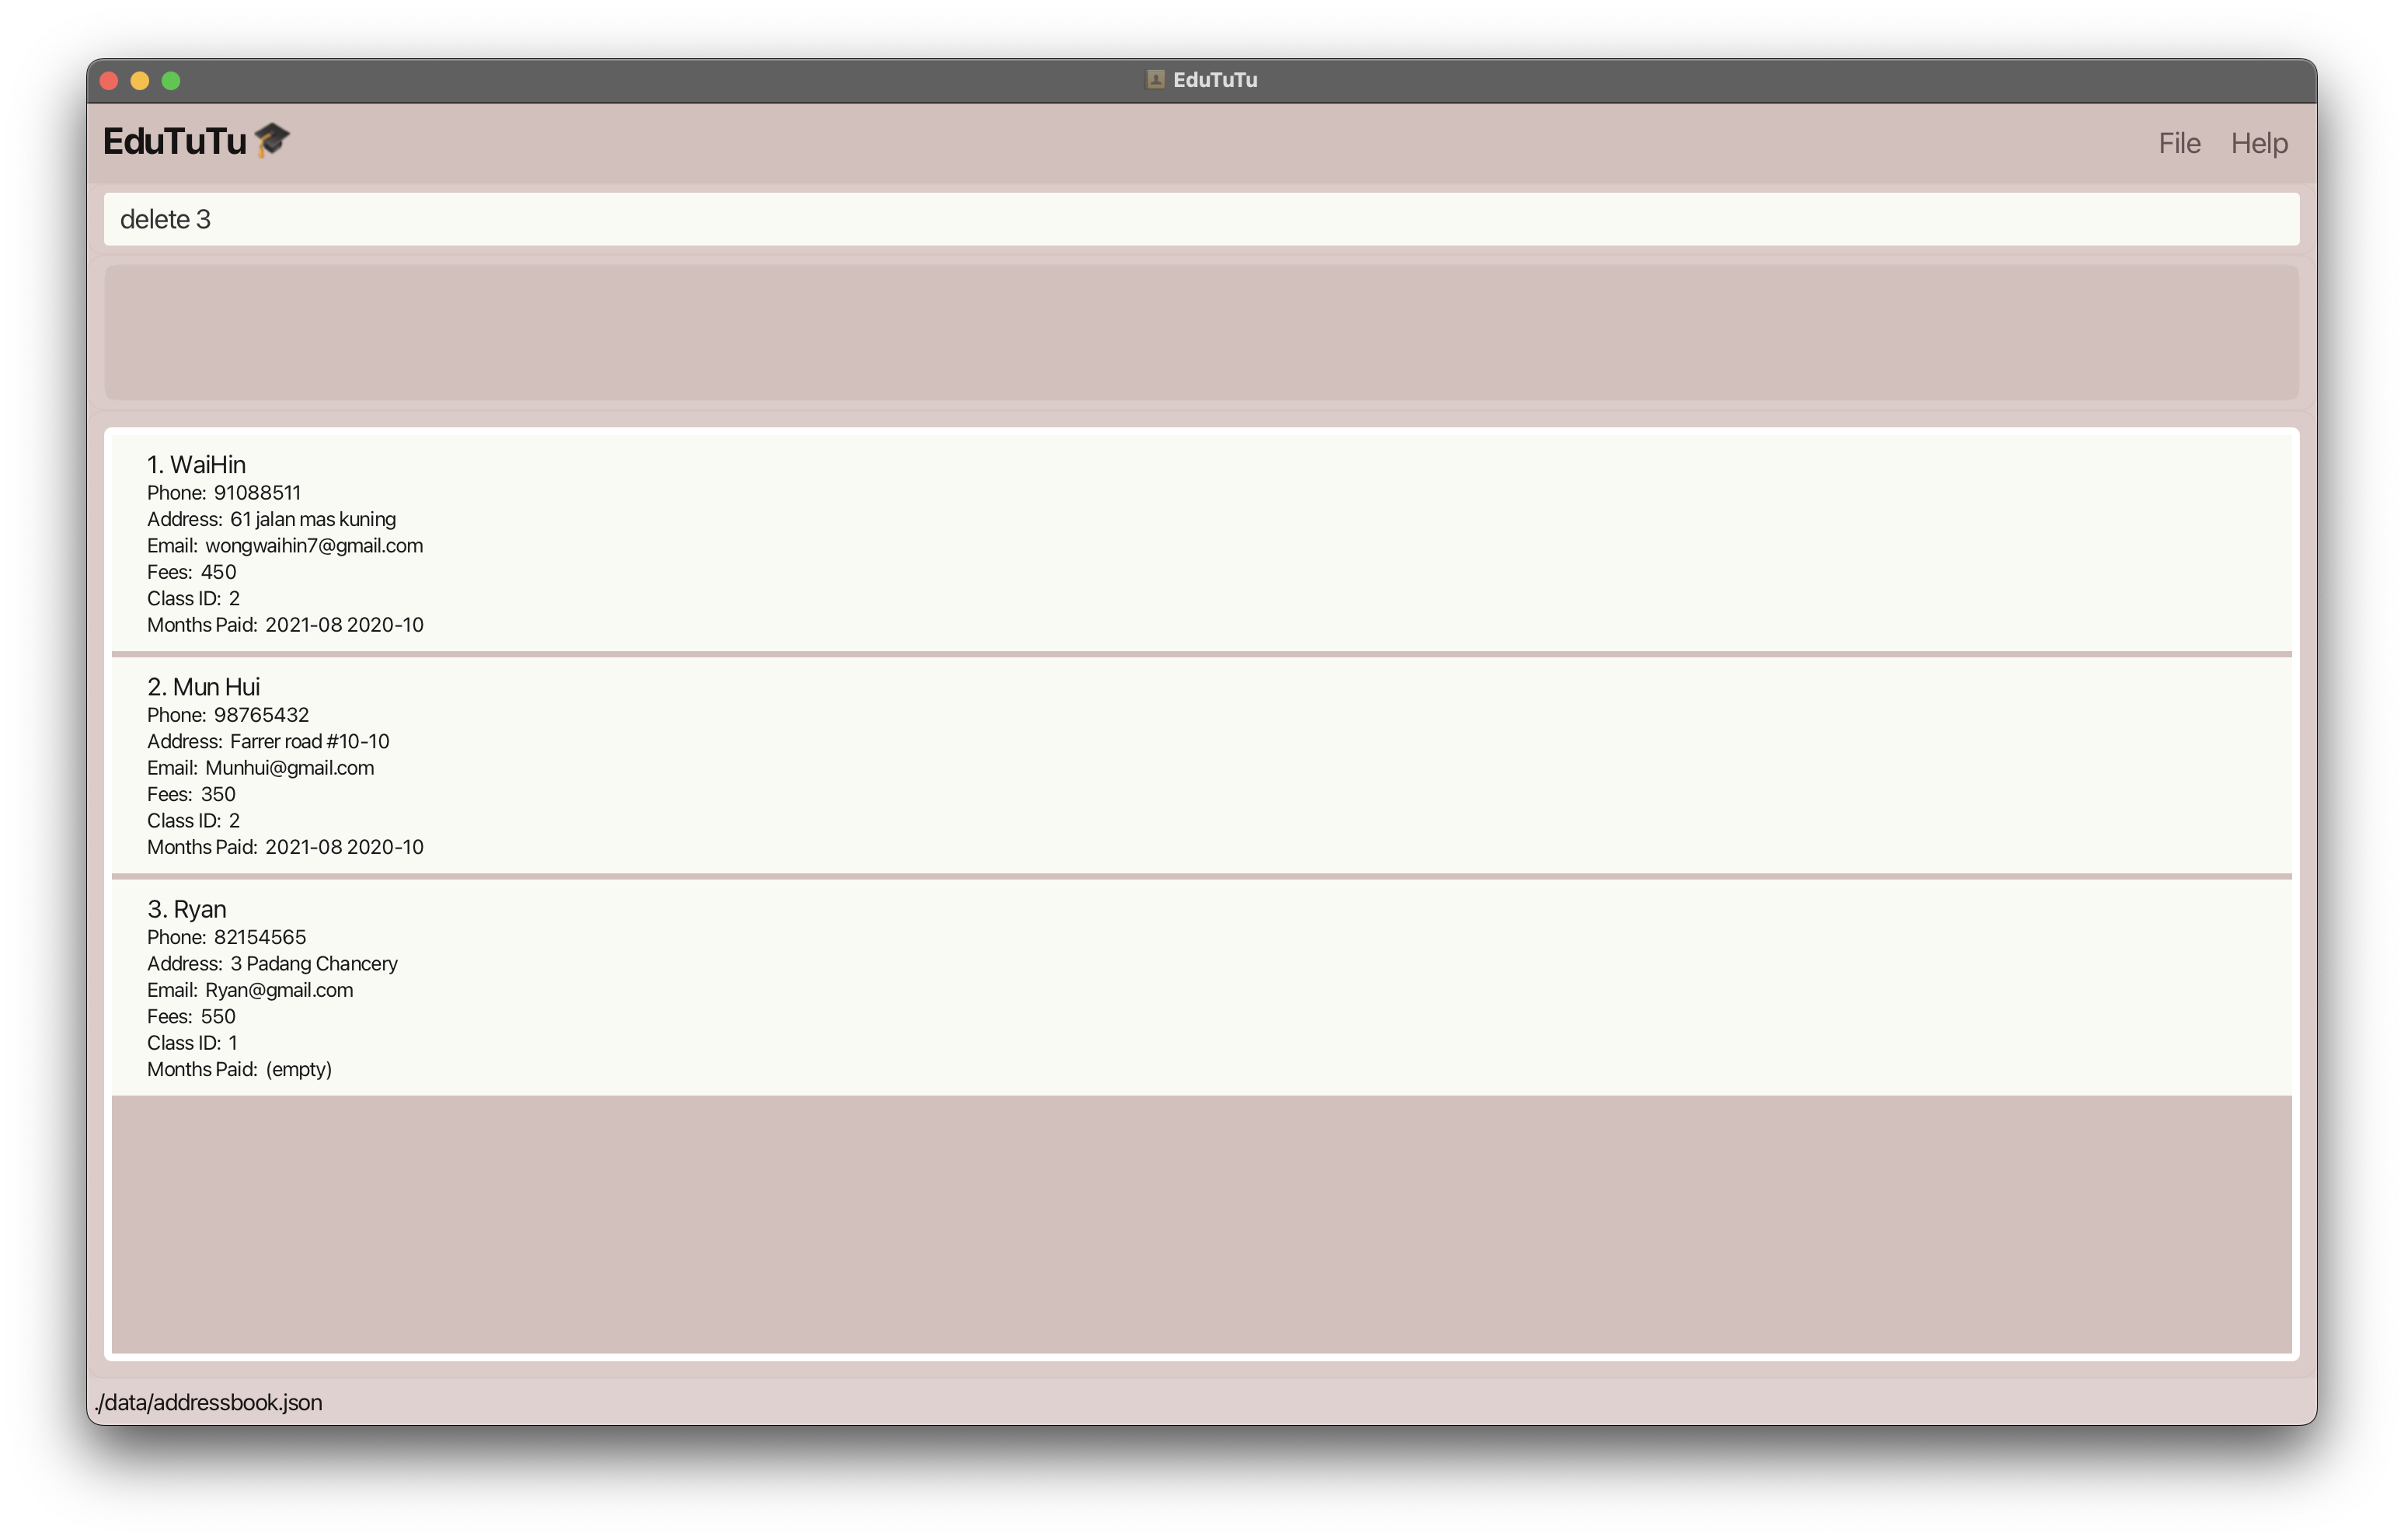 EduTuTu
EduTuTu
File Help
delete 3
1. WaiHin
Phone: 91088511
Address: 61 jalan mas kuning
Email: wongwaihin7@gmail.com
Fees: 450
Class ID: 2
Months Paid: 2021-08 2020-10
2. Mun Hui
Phone: 98765432
Address: Farrer road #10-10
Email: Munhui@gmail.com
Fees: 350
Class ID: 2
Months Paid: 2021-08 2020-10
3. Ryan
Phone: 82154565
Address: 3 Padang Chancery
Email: Ryan@gmail.com
Fees: 550
Class ID: 1
Months Paid: (empty)
./data/addressbook.json